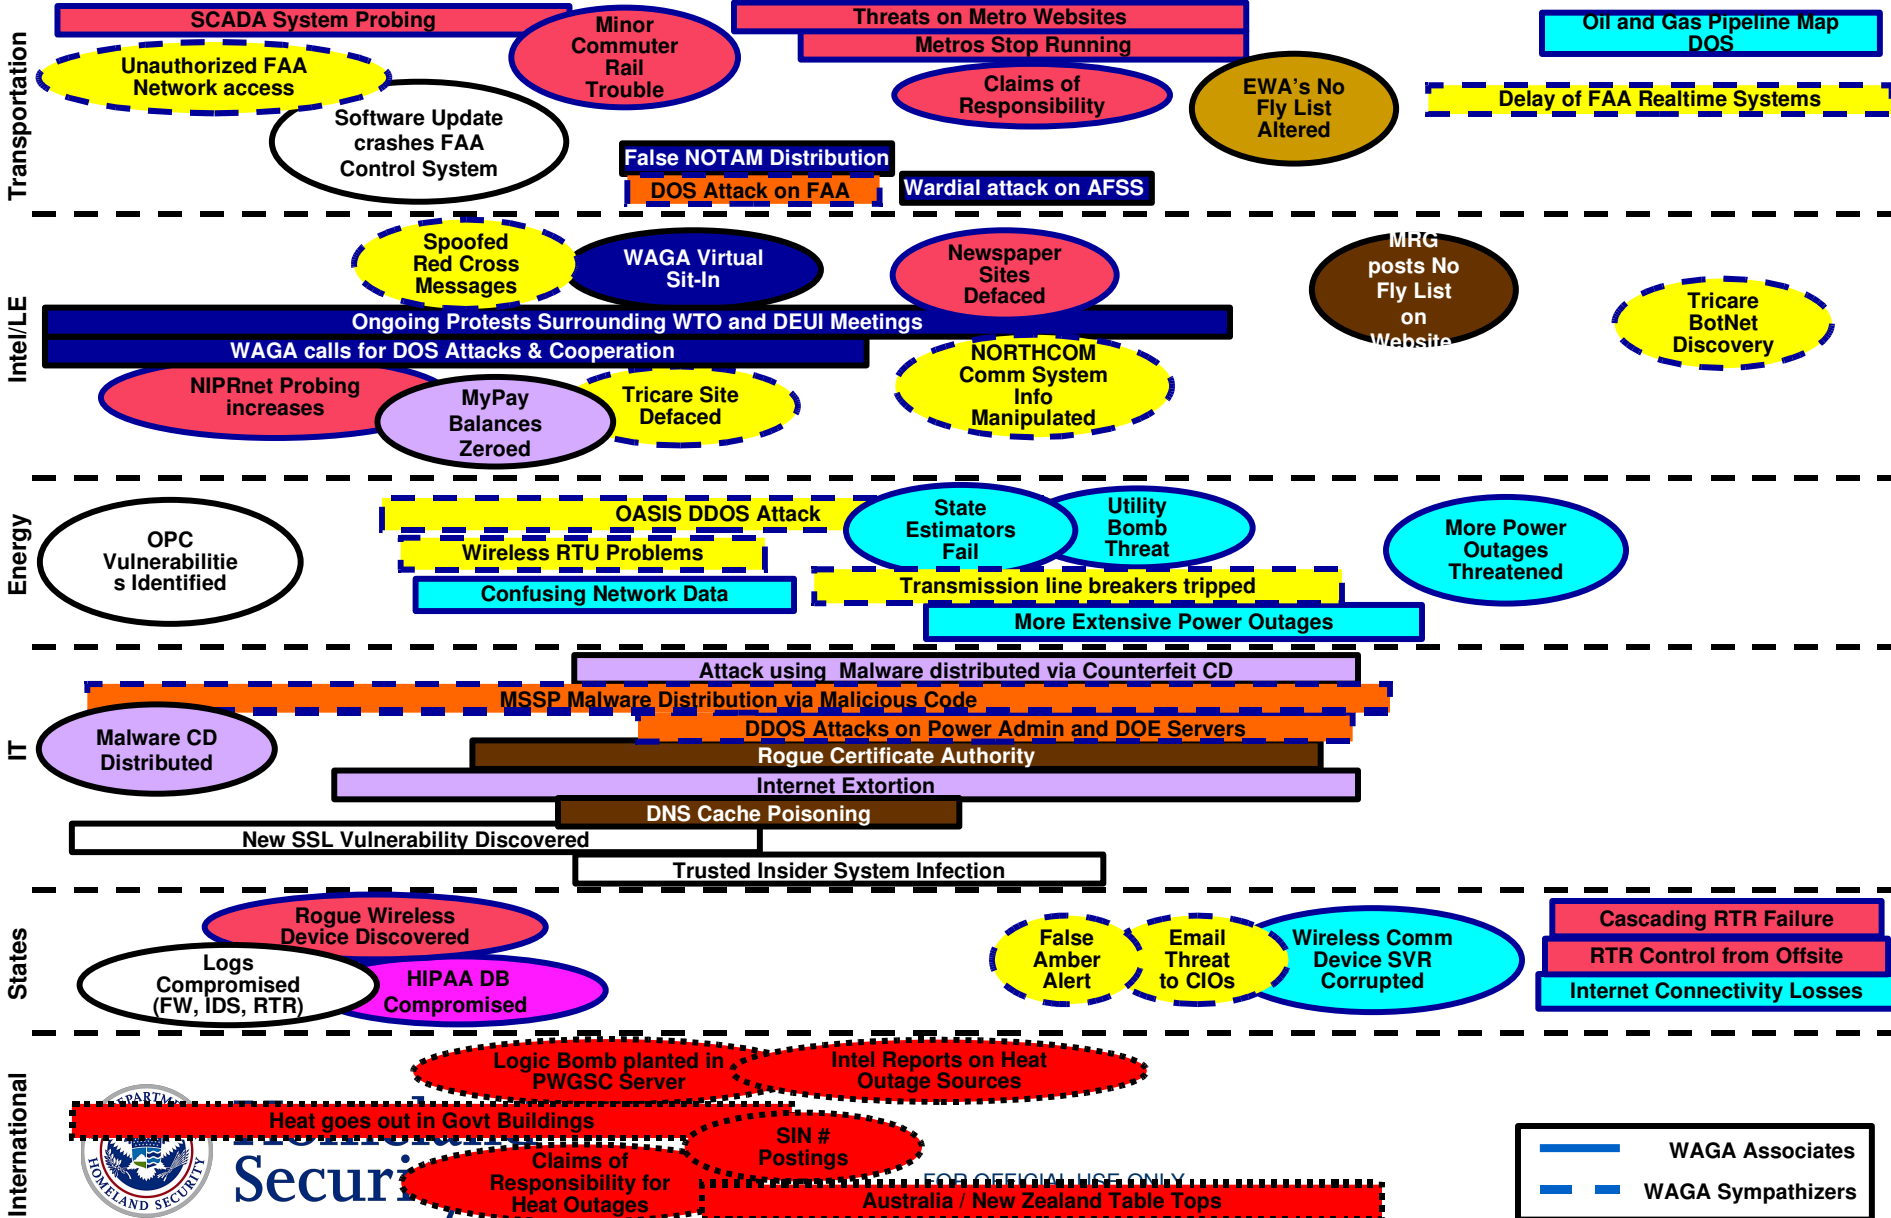 Transportation
SCADA System Probing
Minor
Commuter
Rail
Trouble
Threats on Metro Websites
Metros Stop Running
Oil and Gas Pipeline Map
DOS
Unauthorized FAA
Network access
Claims of
Responsibility
EWA's No
Fly List
Altered
Delay of FAA Realtime Systems
Software Update
crashes FAA
Control System
False NOTAM Distribution
DOS Attack on FAA
Wardial attack on AFSS
Intel/LE
Spoofed
Red Cross
Messages
WAGA Virtual
Sit-In
Newspaper
Sites
Defaced
MRG
posts No
Fly List
on
Website
Tricare
BotNet
Discovery
Ongoing Protests Surrounding WTO and DEUI Meetings
WAGA calls for DOS Attacks & Cooperation
NIPRnet Probing
increases
MyPay
Balances
Zeroed
Tricare Site
Defaced
NORTHCOM
Comm System
Info
Manipulated
Energy
OPC
Vulnerabilitie
s Identified
OASIS DDOS Attack
Wireless RTU Problems
Confusing Network Data
State
Estimators
Fail
Utility
Bomb
Threat
Transmission line breakers tripped
More Extensive Power Outages
More Power
Outages
Threatened
IT
Attack using Malware distributed via Counterfeit CD
MSSP Malware Distribution via Malicious Code
DDOS Attacks on Power Admin and DOE Servers
Malware CD
Distributed
Rogue Certificate Authority
Internet Extortion
DNS Cache Poisoning
New SSL Vulnerability Discovered
Trusted Insider System Infection
States
Rogue Wireless
Device Discovered
Logs
Compromised
(FW, IDS, RTR)
HIPAA DB
Compromised
False
Amber
Alert
Email
Threat
to CIOs
Wireless Comm
Device SVR
Corrupted
Cascading RTR Failure
RTR Control from Offsite
Internet Connectivity Losses
International
Logic Bomb planted in
PWGSC Server
Intel Reports on Heat
Outage Sources
Heat goes out in Govt Buildings
SIN #
Postings
Claims of
Responsibility for
Heat Outages
Australia / New Zealand Table Tops
HOMELAND SECURITY
Homeland
Securi
FOR OFFICIAL USE ONLY
WAGA Associates
WAGA Sympathizers